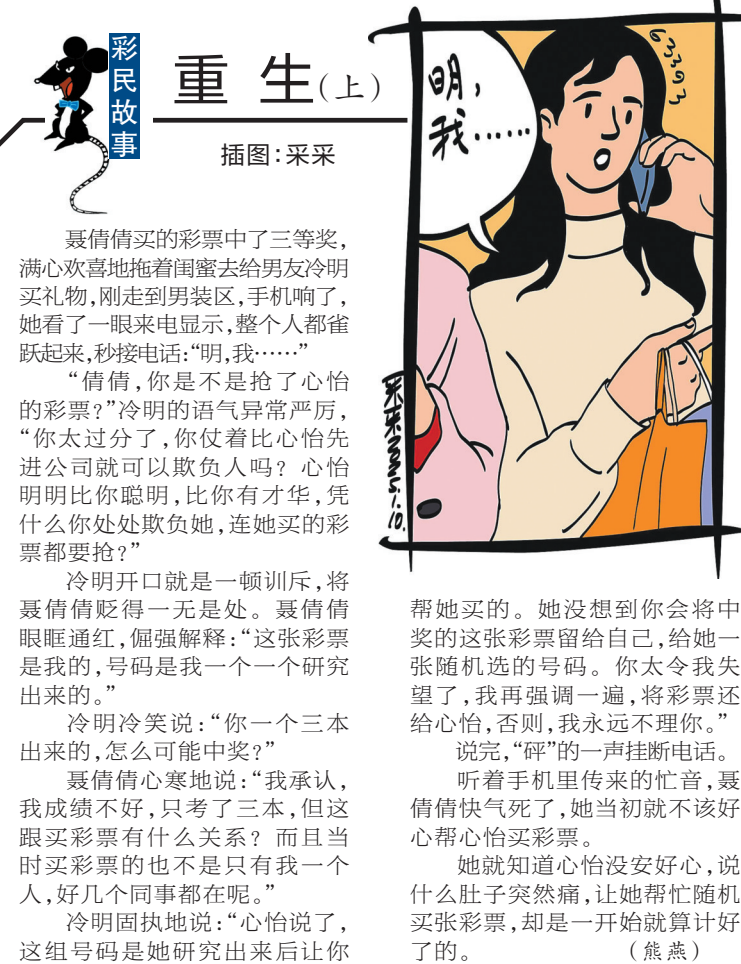 彩民故事
重生(上)
插图:采采
明,
我……
聂倩倩买的彩票中了三等奖,
满心欢喜地拖着闺蜜去给男友冷明
买礼物,刚走到男装区,手机响了,
她看了一眼来电显示,整个人都雀
跃起来,秒接电话:“明,我……”
“倩倩,你是不是抢了心怡
的彩票?”冷明的语气异常严厉,
“你太过分了,你仗着比心怡先
进公司就可以欺负人吗? 心怡
明明比你聪明,比你有才华,凭
什么你处处欺负她,连她买的彩
票都要抢?”
冷明开口就是一顿训斥,将
聂倩倩贬得一无是处。聂倩倩
眼眶通红,倔强解释:“这张彩票
是我的,号码是我一个一个研究
出来的。”
冷明冷笑说:“你一个三本
出来的,怎么可能中奖?”
聂倩倩心寒地说:“我承认,
我成绩不好,只考了三本,但这
跟买彩票有什么关系? 而且当
时买彩票的也不是只有我一个
人,好几个同事都在呢。”
冷明固执地说:“心怡说了,
这组号码是她研究出来后让你
帮她买的。她没想到你会将中
奖的这张彩票留给自己,给她一
张随机选的号码。你太令我失
望了,我再强调一遍,将彩票还
给心怡,否则,我永远不理你。”
说完,“砰”的一声挂断电话。
听着手机里传来的忙音,聂
倩倩快气死了,她当初就不该好
心帮心怡买彩票。
她就知道心怡没安好心,说
什么肚子突然痛,让她帮忙随机
买张彩票,却是一开始就算计好
了的。 (熊燕)